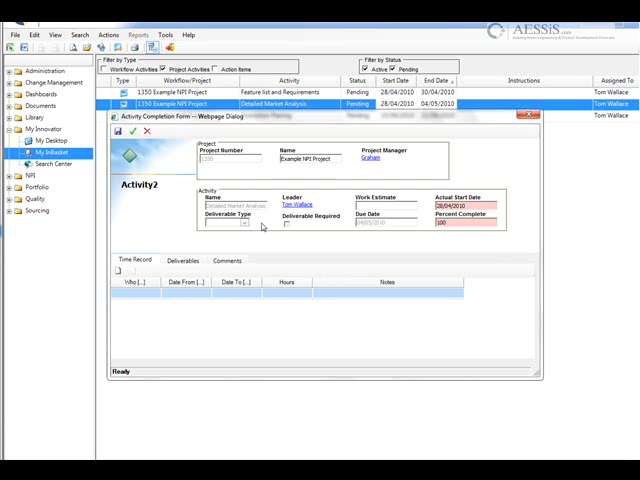 AESSiS.com
File Edit View Search Actions Reports Tools Help
Administration
Change Management
Dashboards
Documents
Library
My Innovator
My Desktop
My InBasket
Search Center
NPI
Portfolio
Quality
Sourcing
Filter by Type
Workflow Activities Project Activities Action Items
Filter by Status
Active Pending
Type Workflow/Project Activity Status Start Date End Date Instructions Assigned To
1350 Example NPI Project Feature list and Requirements Pending 28/04/2010 30/04/2010 Tom Wallace
1350 Example NPI Project Detailed Market Analysis Pending 28/04/2010 04/05/2010 Tom Wallace
Tom Wallace
Activity Completion Form -- Webpage Dialog
Activity2
Project
Project Number Name Project Manager
1350 Example NPI Project Graham
Activity
Name Leader Work Estimate Actual Start Date
Detailed Market Analysis Tom Wallace 28/04/2010
Deliverable Type Deliverable Required Due Date Percent Complete
04/05/2010 100
Time Record Deliverables Comments
Who [...] Date From [...] Date To [...] Hours Notes
Ready